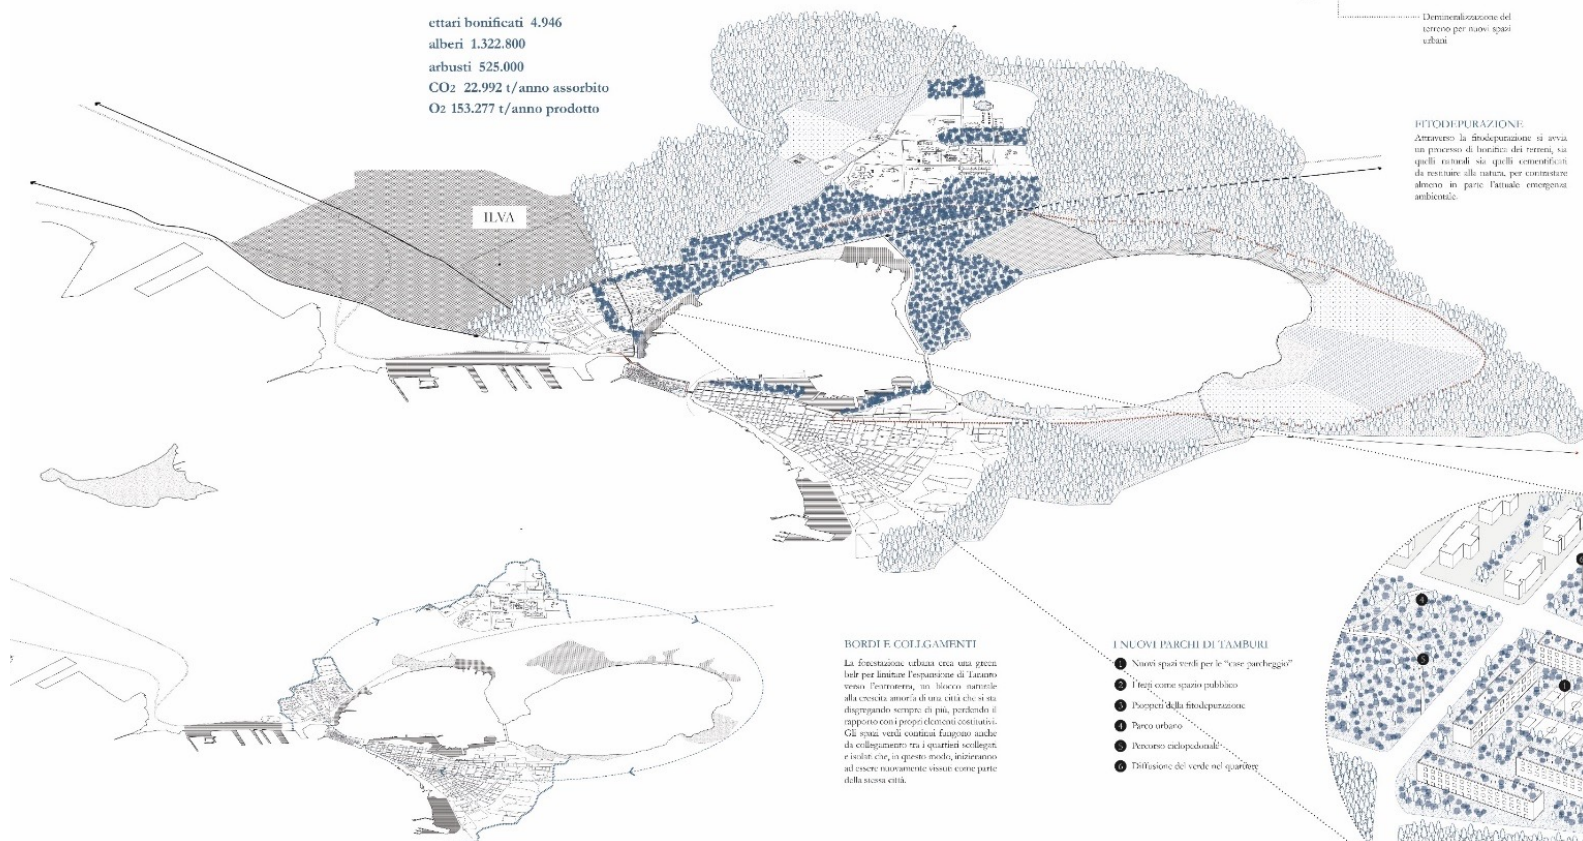 ettari bonificati 4.946
alberi 1.322.800
arbusti 525.000
CO2 22.992 t/anno assorbito
O2 153.277 t/anno prodotto
Demineralizzazione del
terreno per nuovi spazi
urbani
ILVA
FITODEPURAZIONE
Attraverso la fitodepurazione si avvia
un processo di bonifica dei terreni, sia
quelli naturali sia quelli cementificati
da restituire alla natura, per contrastare
almeno in parte l'attuale emergenza
ambientale.
BORDI E COLLGAMENTI
La forestazione urbana crea una green
belt per limitare l'espansione di Taranto
verso l'entroterra, un blocco naturale
alla crescita amorfa di una città che si sta
disgregando sempre di più, perdendo il
rapporto con i propri elementi costitutivi.
Gli spazi verdi continui fungono anche
da collegamento tra i quartieri scollegati
e isolati che, in questo modo, inizieranno
ad essere nuovamente vissuti come parte
della stessa città.
I NUOVI PARCHI DI TAMBURI
1 Nuovi spazi verdi per le "case parcheggio"
2 I tetti come spazio pubblico
3 Pioppeti della fitodepurazione
4 Parco urbano
5 Percorso ciclopedonale
6 Diffusione del verde nel quartiere
4
5
1